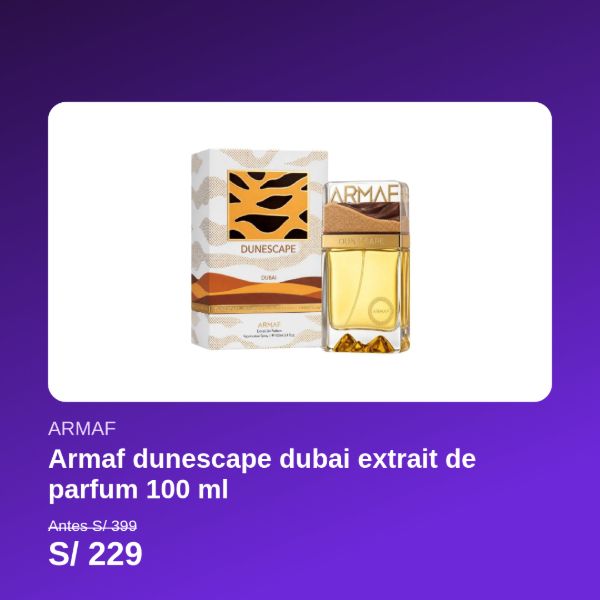 DUNESCAPE
DUBAI
ARMAF
ARMAF
DUNESCAPE
ARMAF
ARMAF
Armaf dunescape dubai extrait de
parfum 100 ml
Antes S/ 399
S/ 229